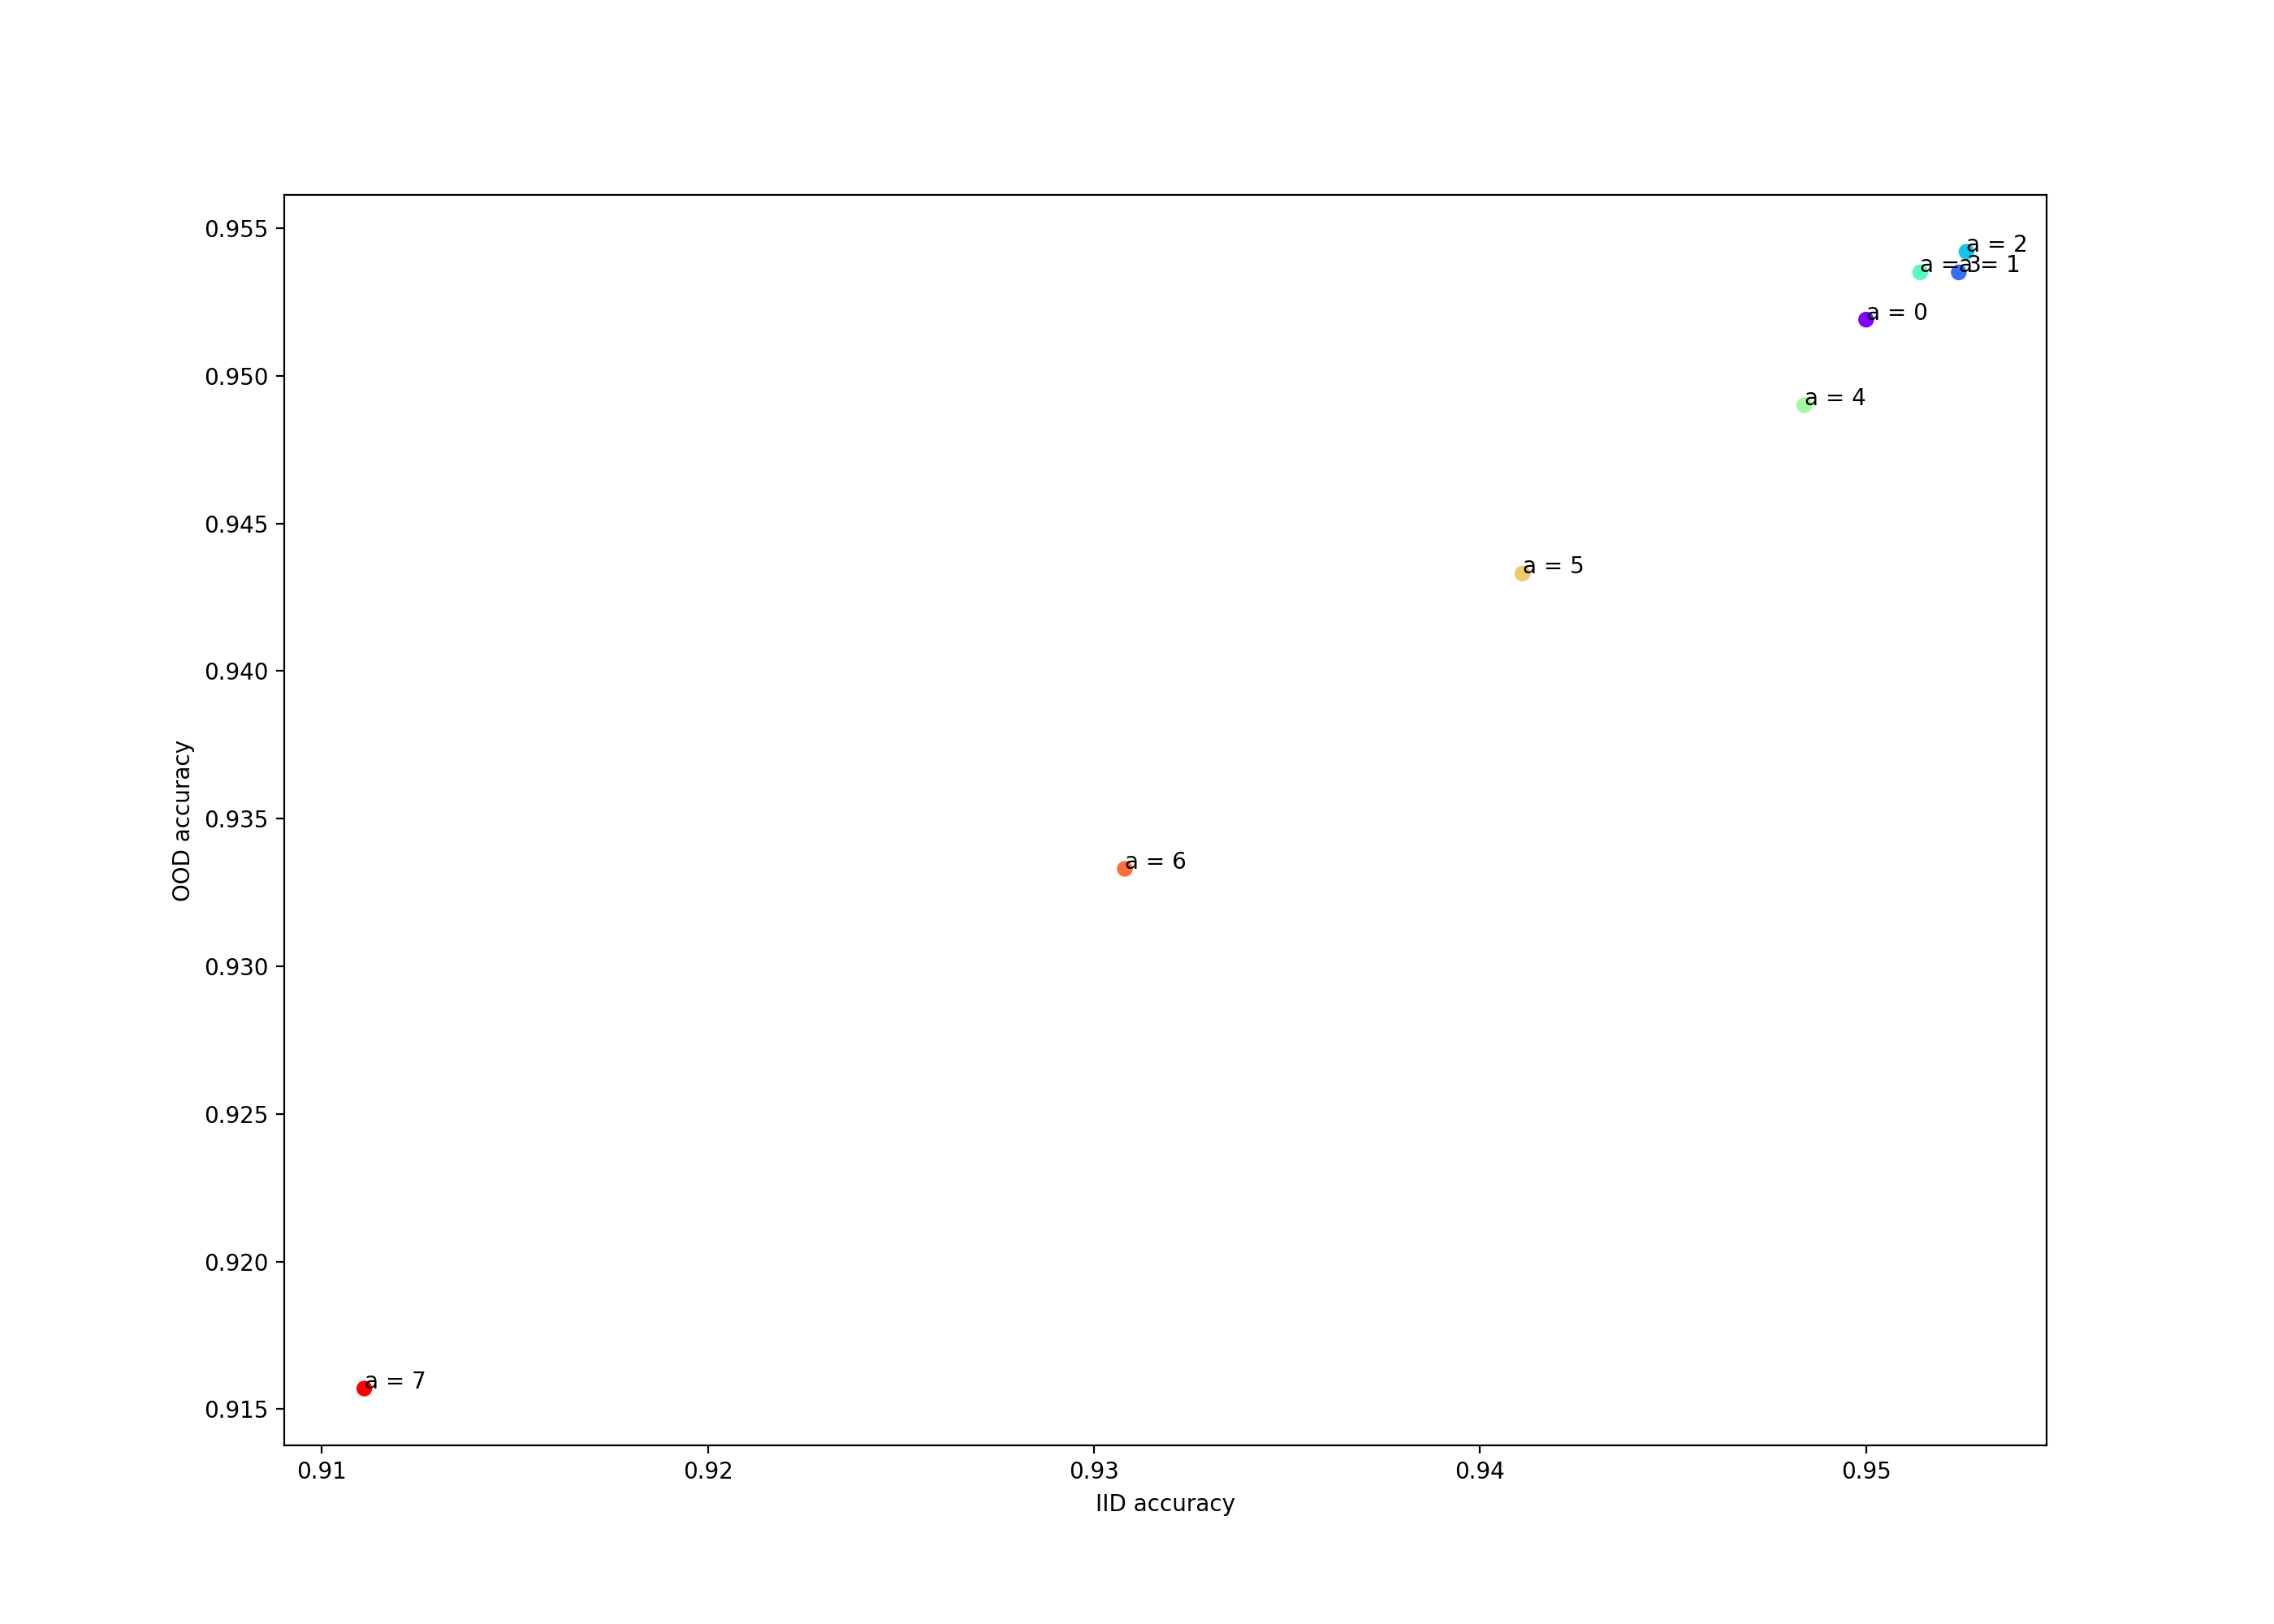 0.955
0.950
0.945
0.940
0.935
0.930
0.925
0.920
0.915
OOD accuracy
a = 2
a = 3
a = 1
a = 0
a = 4
a = 5
a = 6
a = 7
0.91
0.92
0.93
0.94
0.95
IID accuracy